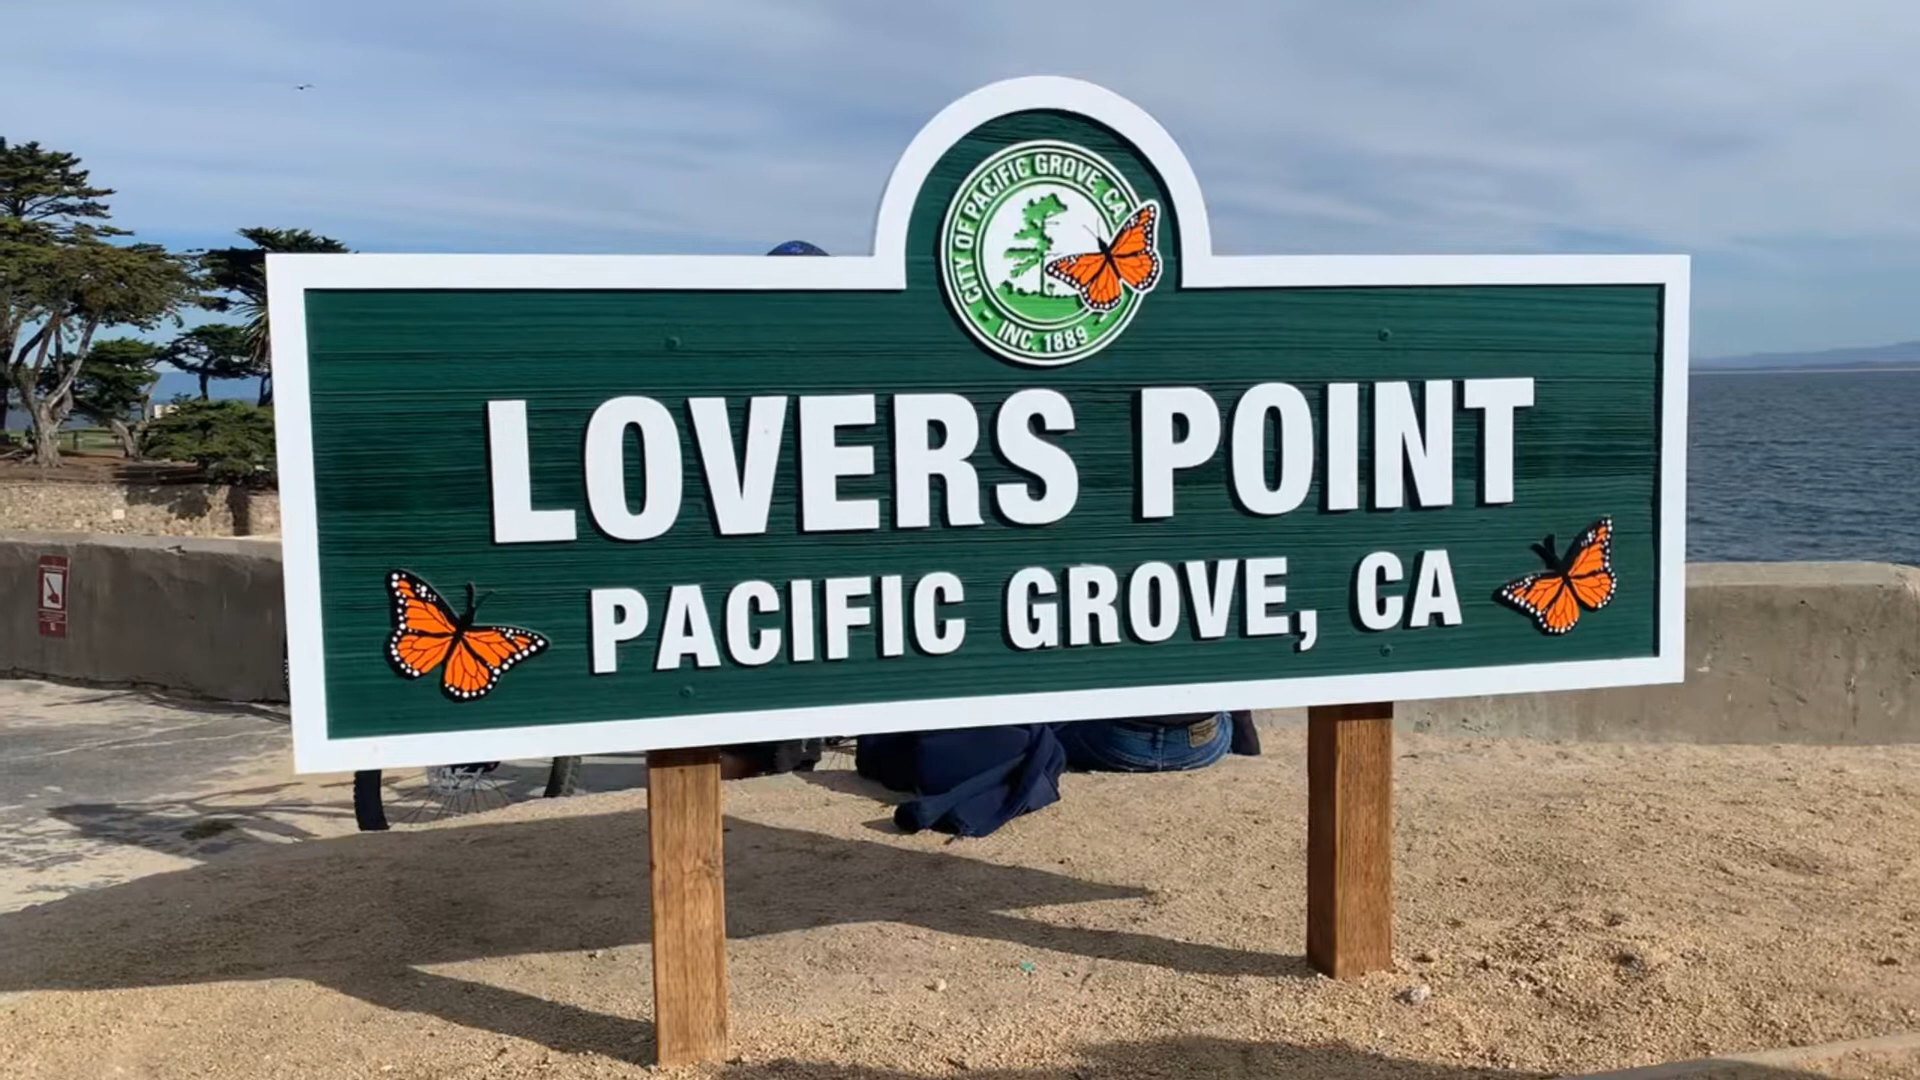 CITY OF PACIFIC GROVE, CA
INC. 1889
LOVERS POINT
PACIFIC GROVE, CA